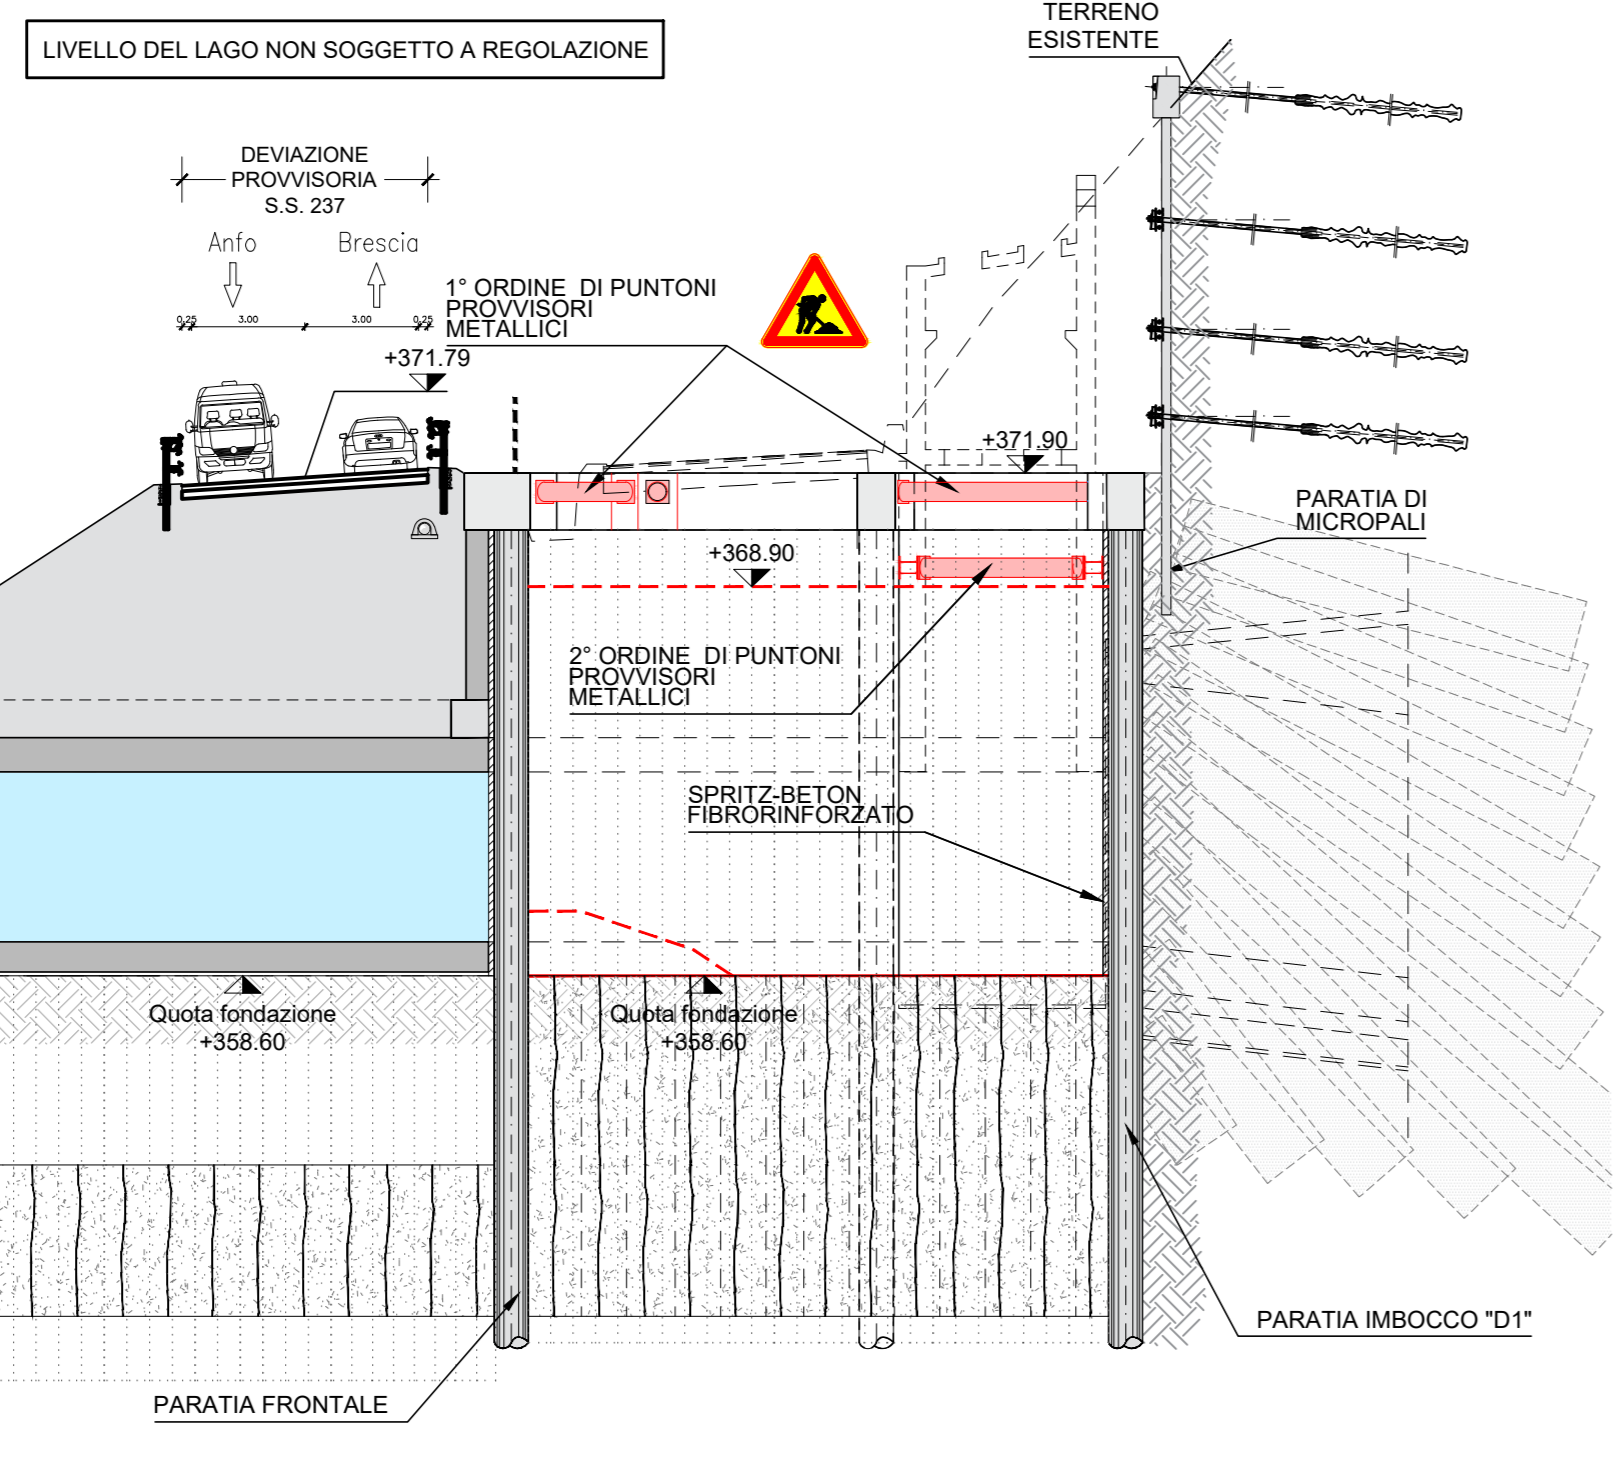 TERRENO
ESISTENTE
LIVELLO DEL LAGO NON SOGGETTO A REGOLAZIONE
DEVIAZIONE
PROVVISORIA
S.S. 237
Anfo
Brescia
0.25
3.00
3.00
0.25
1° ORDINE DI PUNTONI
PROVVISORI
METALLICI
+371.79
+371.90
PARATIA DI
MICROPALI
+368.90
2° ORDINE DI PUNTONI
PROVVISORI
METALLICI
SPRITZ-BETON
FIBRORINFORZATO
Quota fondazione
+358.60
Quota fondazione
+358.60
PARATIA IMBOCCO "D1"
PARATIA FRONTALE